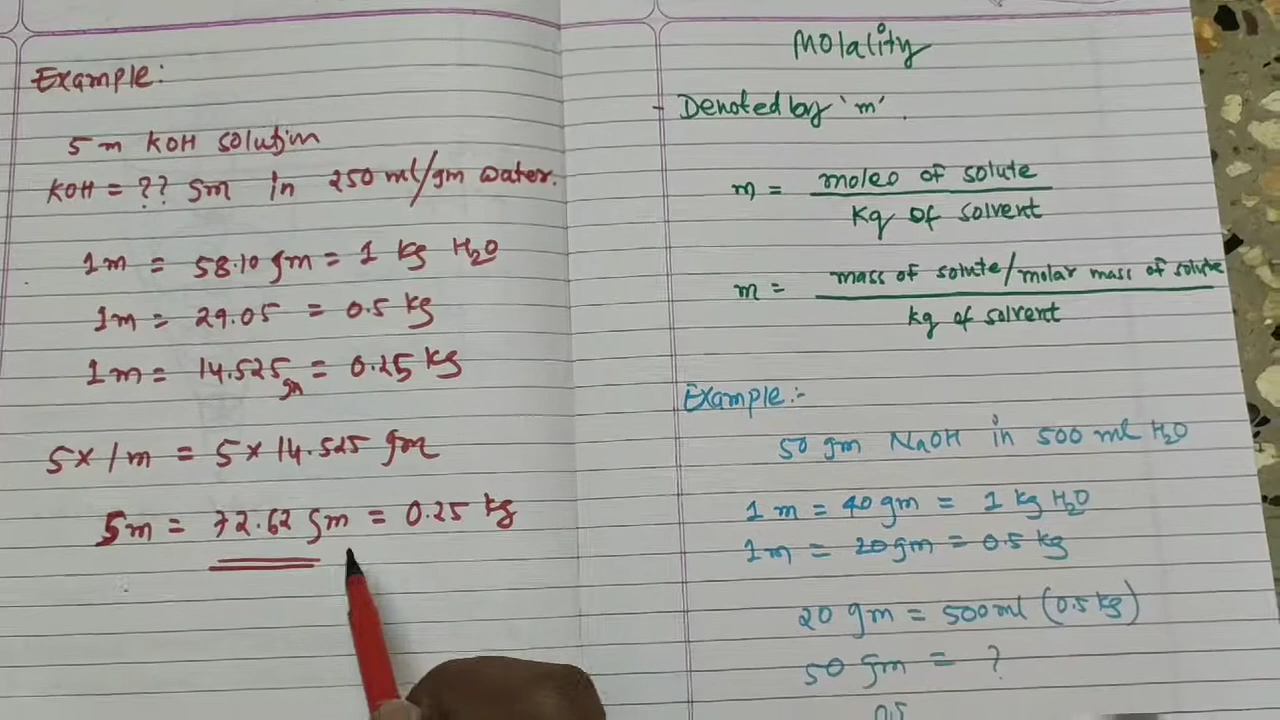 Example:
5 m KOH solution
KOH = ?? gm in 250 ml/gm water.
1m = 58.10 gm = 1 kg H2O
1m = 29.05 = 0.5 kg
1m = 14.525 gm = 0.25 kg
5 × 1m = 5 × 14.525 gm
5m = 72.62 gm = 0.25 kg
Molality
- Denoted by 'm'.
m = moles of solute
kg of solvent
m = mass of solute/molar mass of solute
kg of solvent
Example:-
50 gm NaOH in 500 ml H2O
1 m = 40 gm = 1 kg H2O
1m = 20 gm = 0.5 kg
20 gm = 500 ml (0.5 kg)
50 gm = ?
0.5